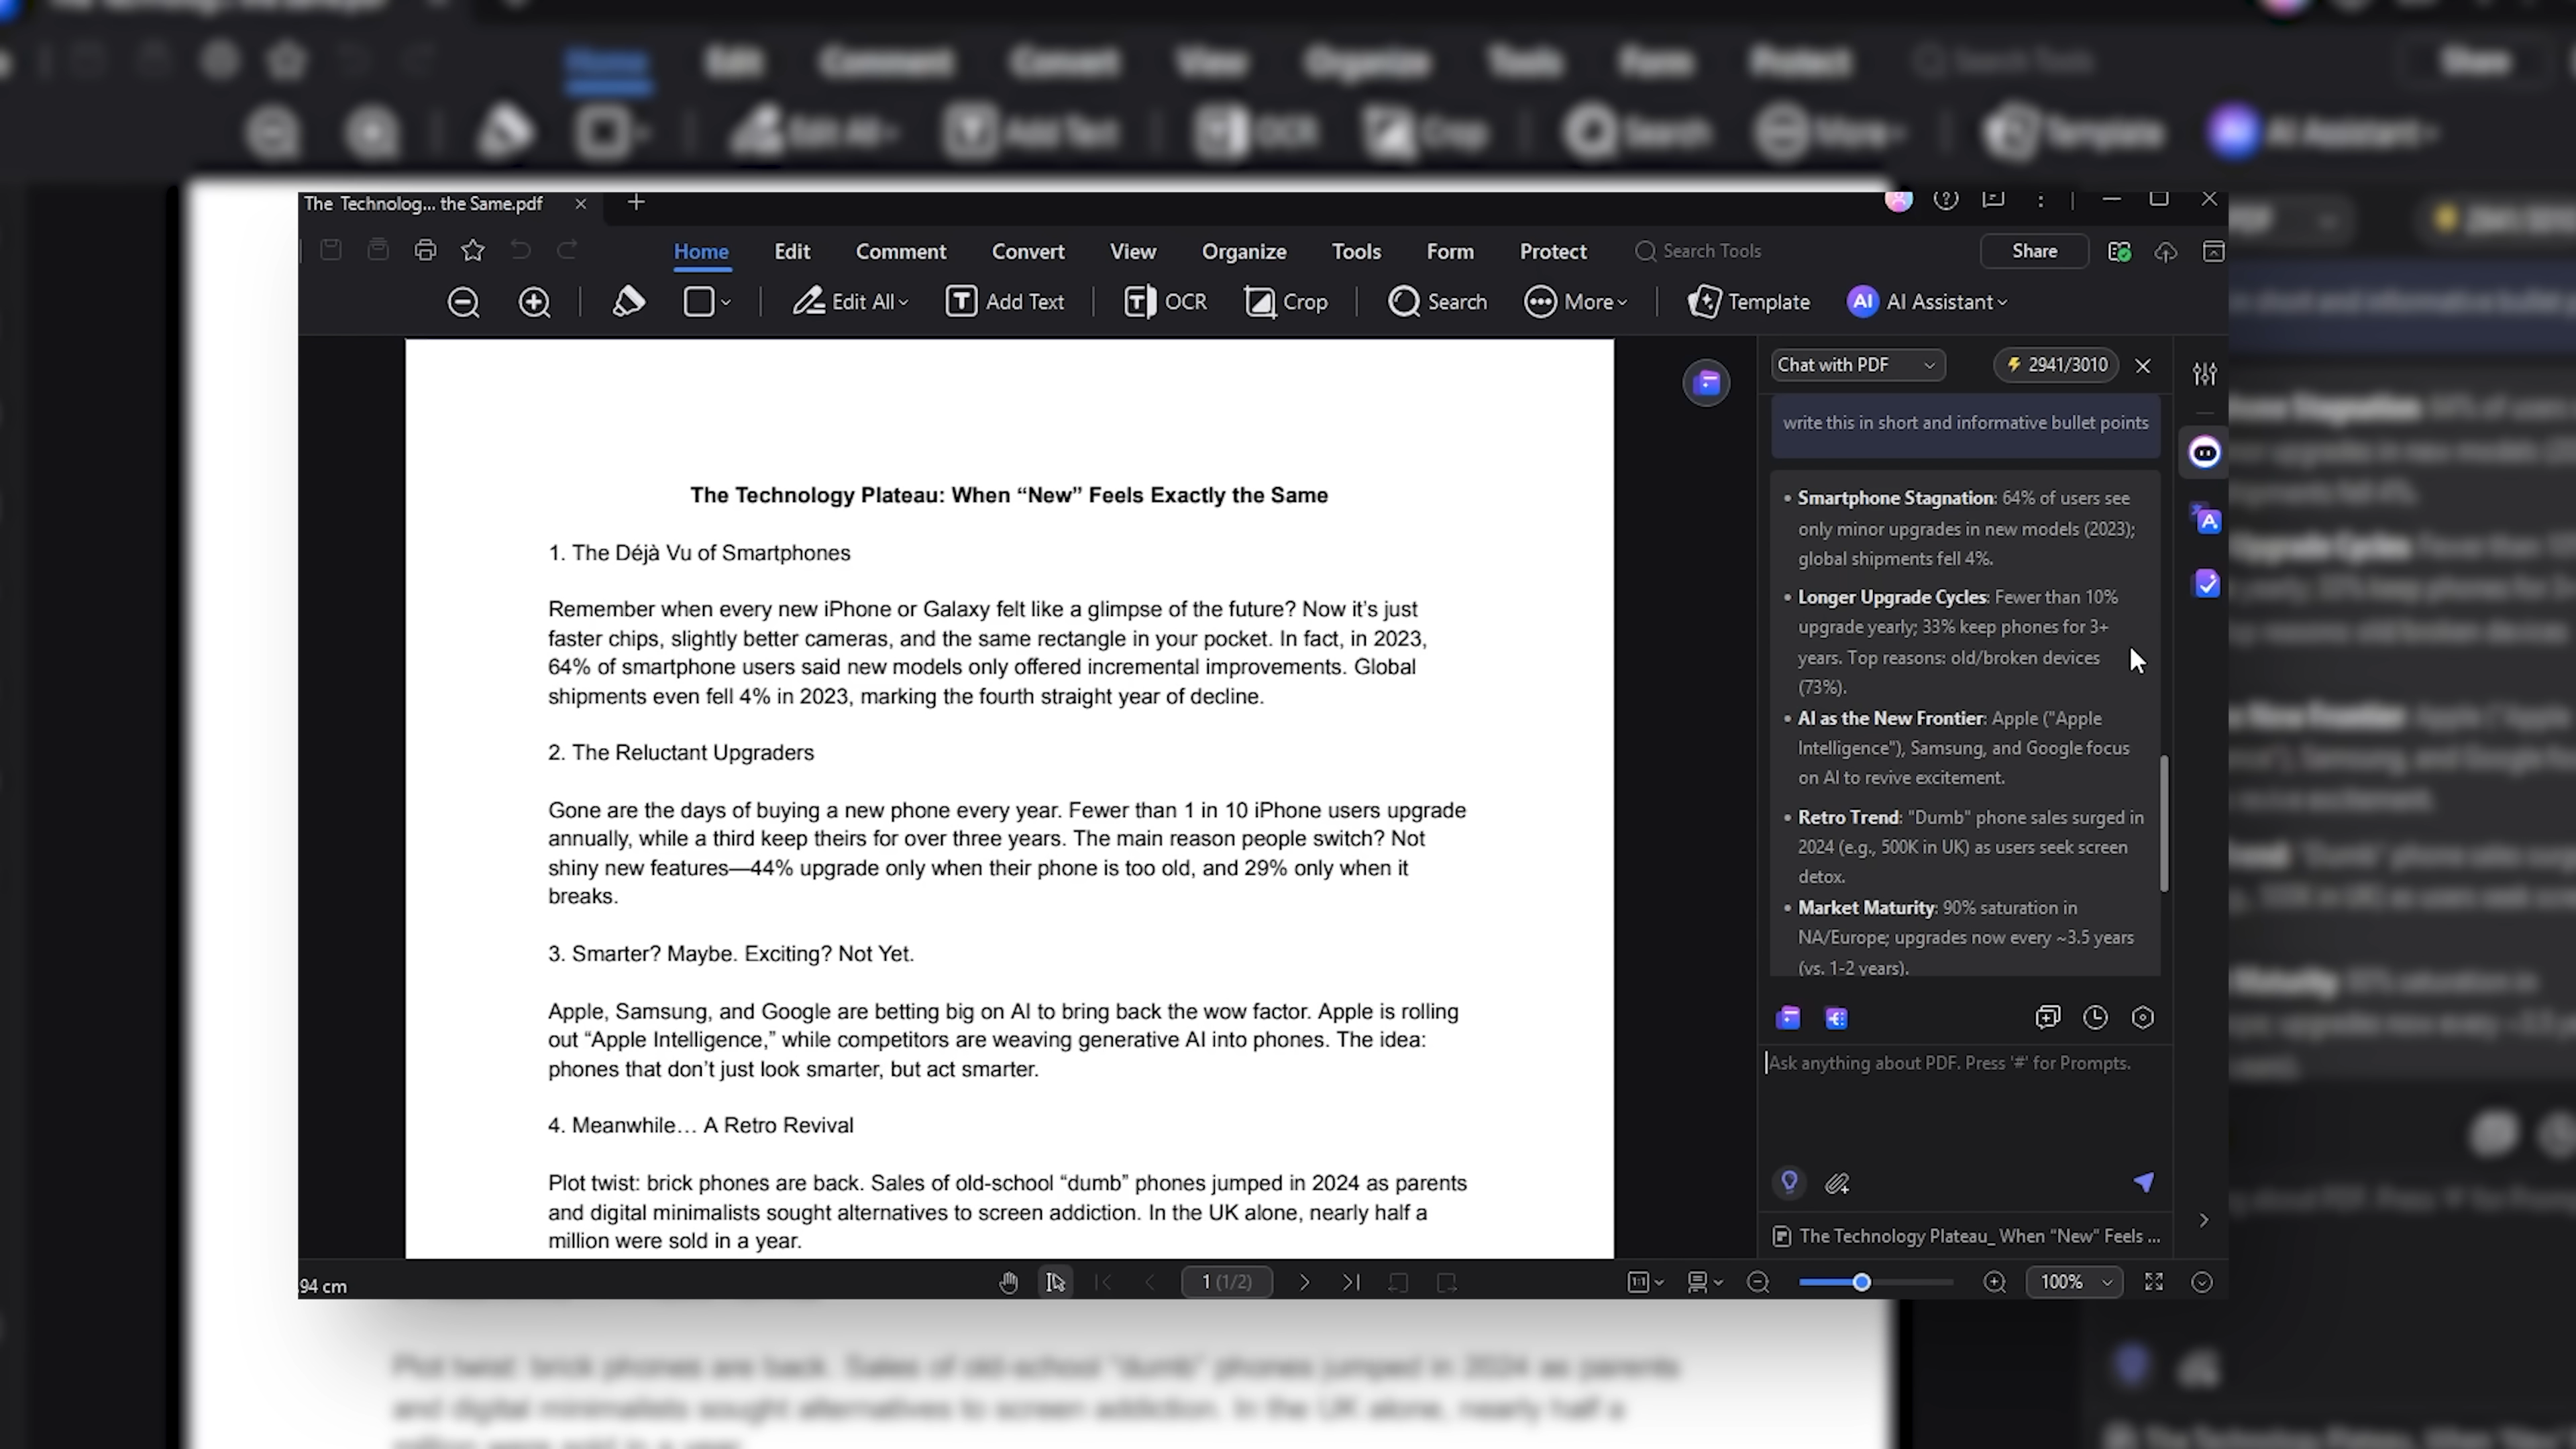 The Technolog... the Same.pdf
Home Edit Comment Convert View Organize Tools Form Protect Search Tools Share
Edit All Add Text OCR Crop Search More Template AI AI Assistant
The Technology Plateau: When “New” Feels Exactly the Same
1. The Déjà Vu of Smartphones
Remember when every new iPhone or Galaxy felt like a glimpse of the future? Now it’s just
faster chips, slightly better cameras, and the same rectangle in your pocket. In fact, in 2023,
64% of smartphone users said new models only offered incremental improvements. Global
shipments even fell 4% in 2023, marking the fourth straight year of decline.
2. The Reluctant Upgraders
Gone are the days of buying a new phone every year. Fewer than 1 in 10 iPhone users upgrade
annually, while a third keep theirs for over three years. The main reason people switch? Not
shiny new features—44% upgrade only when their phone is too old, and 29% only when it
breaks.
3. Smarter? Maybe. Exciting? Not Yet.
Apple, Samsung, and Google are betting big on AI to bring back the wow factor. Apple is rolling
out “Apple Intelligence,” while competitors are weaving generative AI into phones. The idea:
phones that don’t just look smarter, but act smarter.
4. Meanwhile… A Retro Revival
Plot twist: brick phones are back. Sales of old-school “dumb” phones jumped in 2024 as parents
and digital minimalists sought alternatives to screen addiction. In the UK alone, nearly half a
million were sold in a year.
Chat with PDF 2941/3010
write this in short and informative bullet points
• Smartphone Stagnation: 64% of users see
only minor upgrades in new models (2023);
global shipments fell 4%.
• Longer Upgrade Cycles: Fewer than 10%
upgrade yearly; 33% keep phones for 3+
years. Top reasons: old/broken devices
(73%).
• AI as the New Frontier: Apple ("Apple
Intelligence"), Samsung, and Google focus
on AI to revive excitement.
• Retro Trend: "Dumb" phone sales surged in
2024 (e.g., 500K in UK) as users seek screen
detox.
• Market Maturity: 90% saturation in
NA/Europe; upgrades now every ~3.5 years
(vs. 1-2 years).
Ask anything about PDF. Press '#' for Prompts.
The Technology Plateau_ When “New” Feels ...
94 cm 1 (1/2) 100%